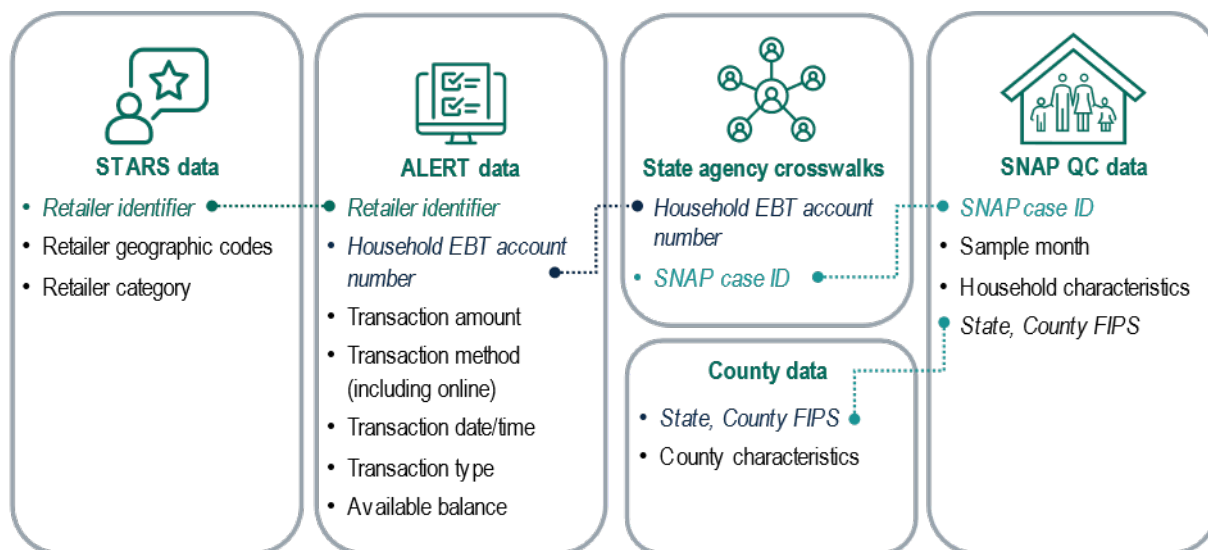 STARS data
• Retailer identifier
• Retailer geographic codes
• Retailer category
ALERT data
Retailer identifier
• Household EBT account
number
• Transaction amount
• Transaction method
(including online)
• Transaction date/time
• Transaction type
• Available balance
State agency crosswalks
Household EBT account
number
• SNAP case ID
County data
• State, County FIPS
• County characteristics
SNAP QC data
SNAP case ID
• Sample month
• Household characteristics
State, County FIPS